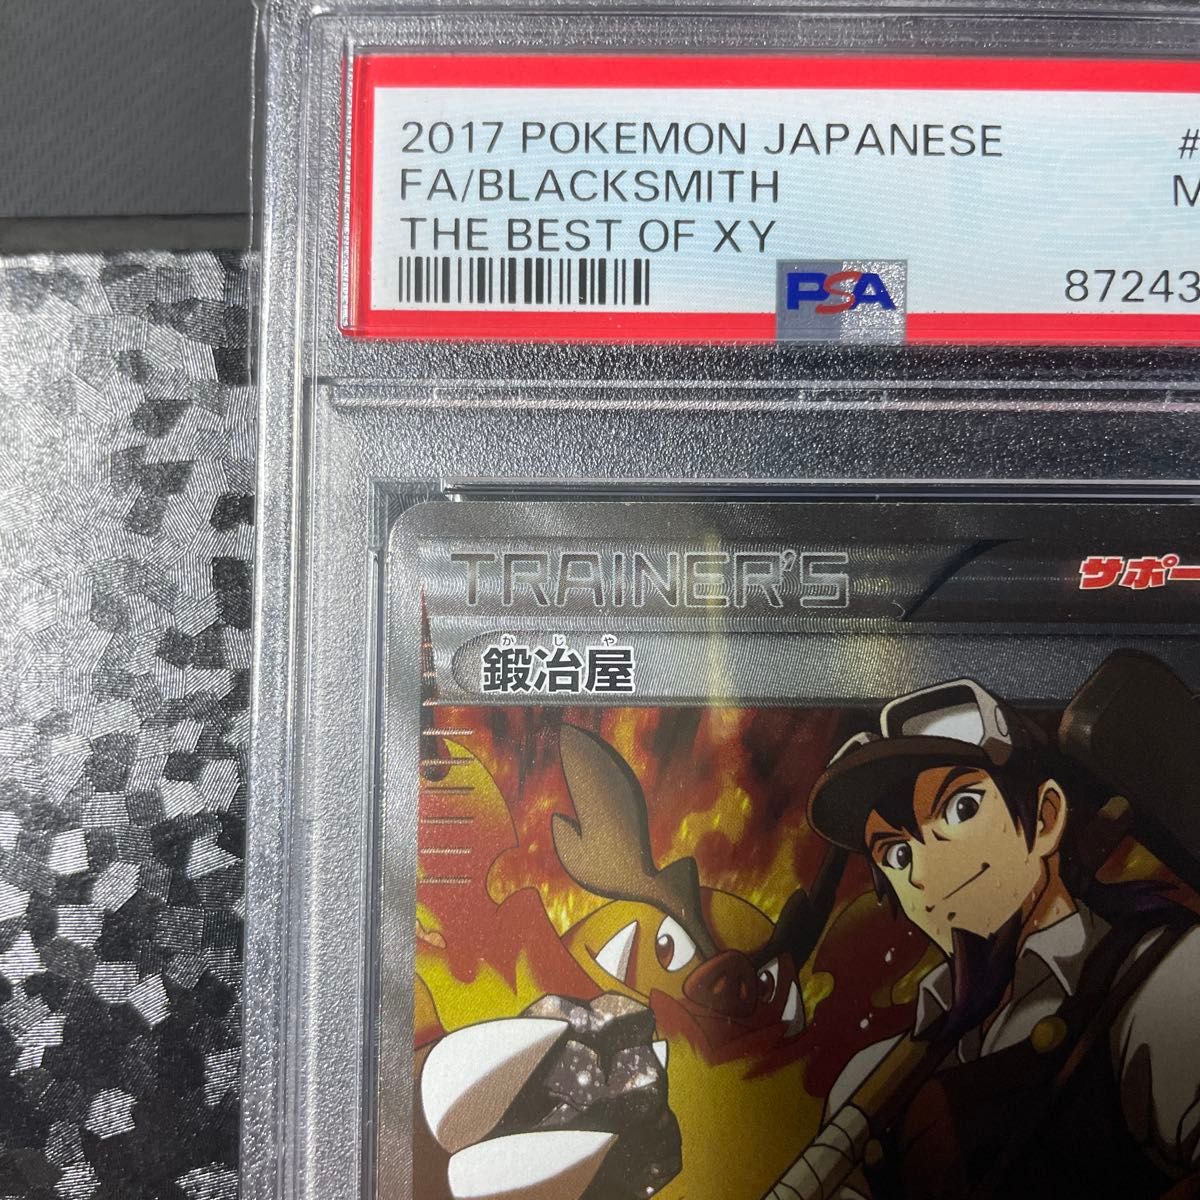 2017 POKEMON JAPANESE #
FA/BLACKSMITH M
THE BEST OF XY
PSA 87243
TRAINER'S サポー
かじや
鍛冶屋